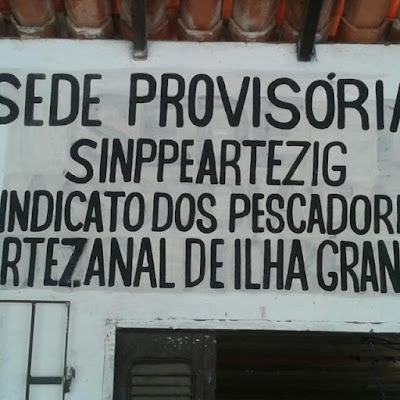 SEDE PROVISÓRIA
SINPPEARTEZIG
INDICATO DOS PESCADORE
RTEZANAL DE ILHA GRAN